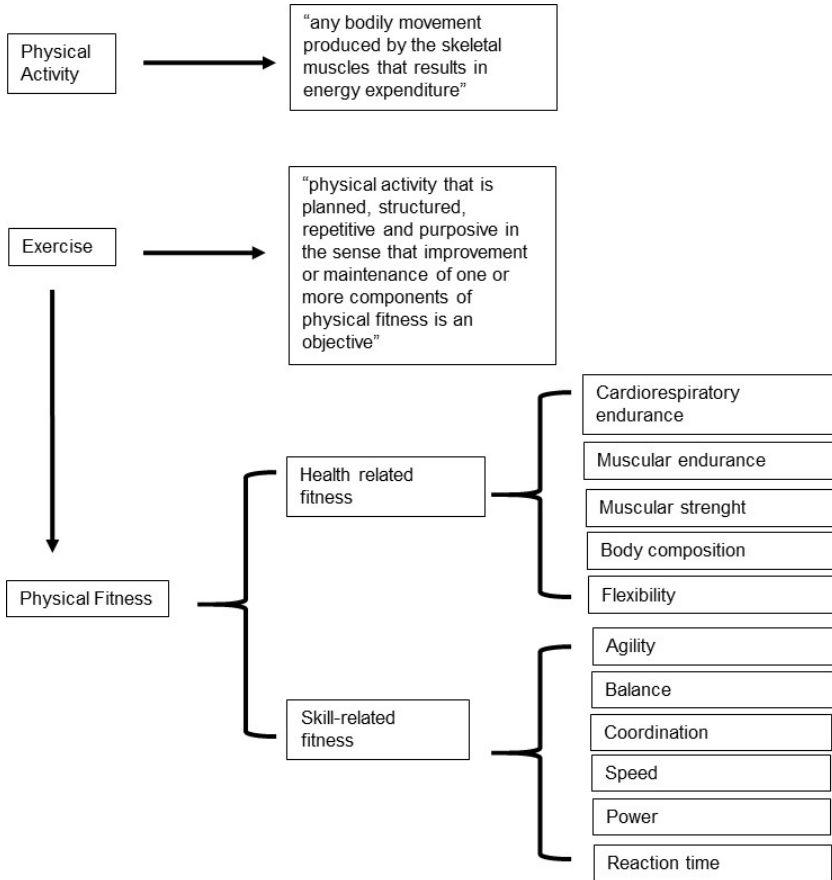 Physical
Activity
“any bodily movement
produced by the skeletal
muscles that results in
energy expenditure”
Exercise
“physical activity that is
planned, structured,
repetitive and purposive in
the sense that improvement
or maintenance of one or
more components of
physical fitness is an
objective”
Physical Fitness
Health related
fitness
Cardiorespiratory
endurance
Muscular endurance
Muscular strenght
Body composition
Flexibility
Skill-related
fitness
Agility
Balance
Coordination
Speed
Power
Reaction time